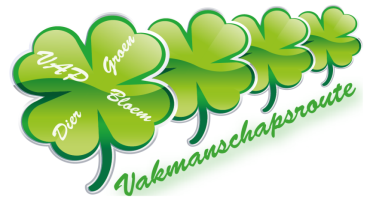 VAP
Groen
Dier
Bloem
Vakmanschapsroute